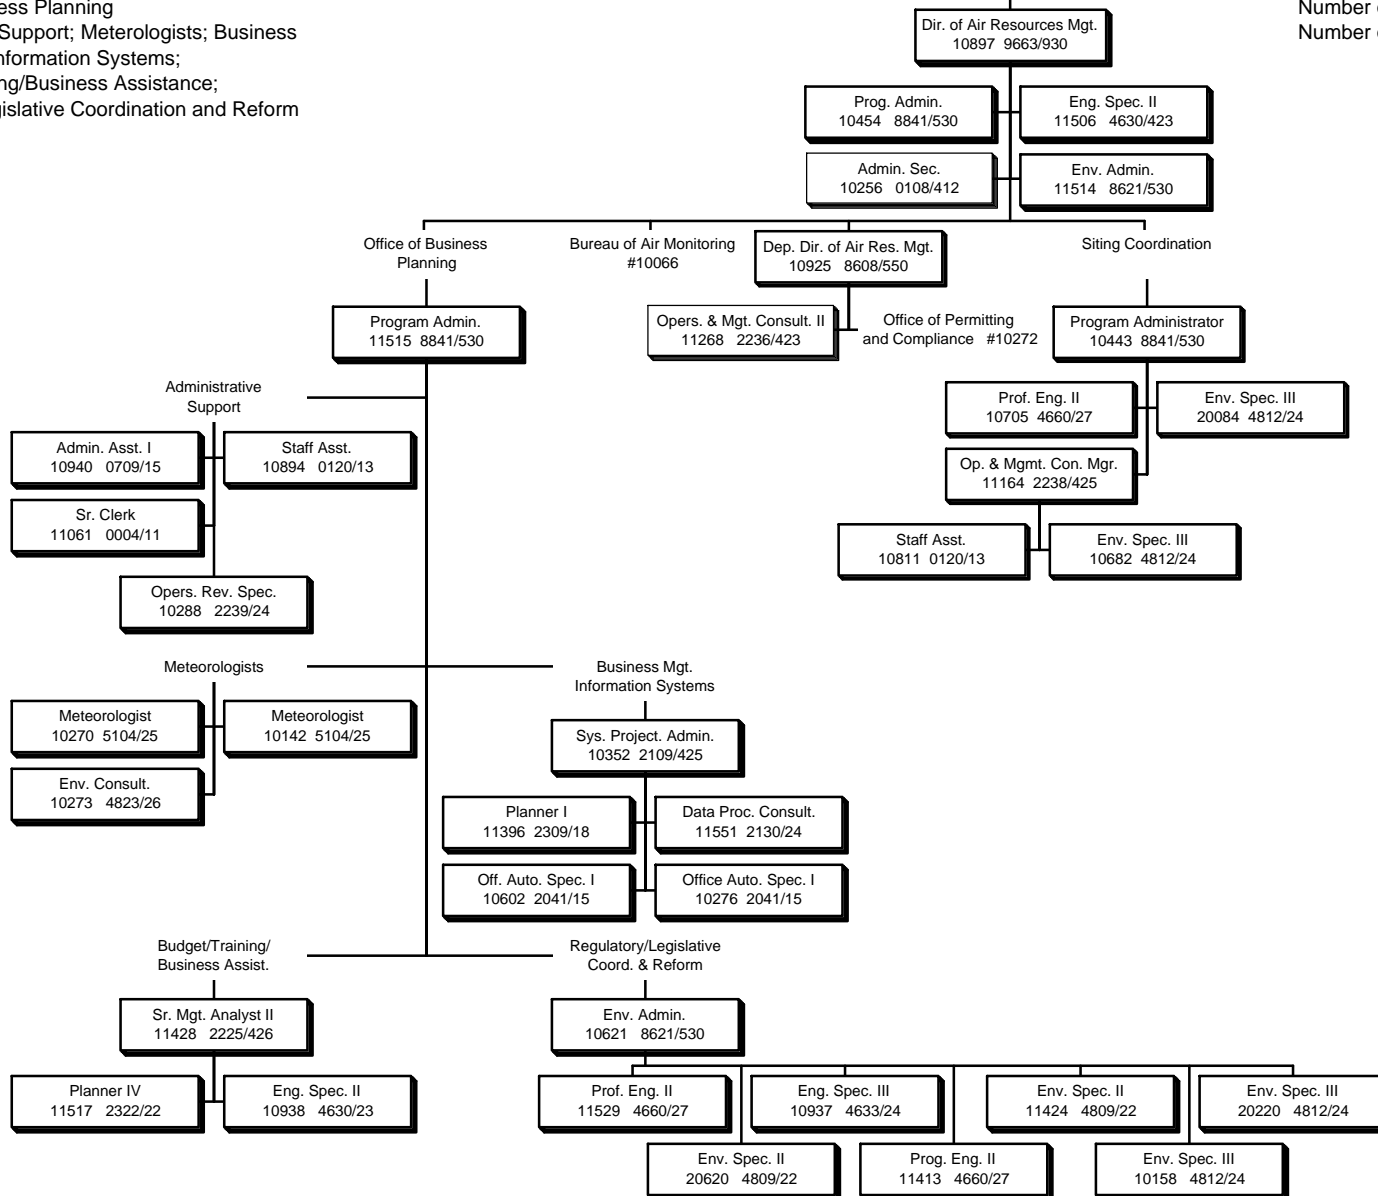 ess Planning
Support; Meterologists; Business
nformation Systems;
ng/Business Assistance;
gislative Coordination and Reform
Number
Number
Dir. of Air Resources Mgt.
10897 9663/930
Prog. Admin.
10454 8841/530
Eng. Spec. II
11506 4630/423
Admin. Sec.
10256 0108/412
Env. Admin.
11514 8621/530
Office of Business
Planning
Bureau of Air Monitoring
#10066
Dep. Dir. of Air Res. Mgt.
10925 8608/550
Siting Coordination
Program Admin.
11515 8841/530
Opers. & Mgt. Consult. II
11268 2236/423
Office of Permitting
and Compliance #10272
Program Administrator
10443 8841/530
Administrative
Support
Prof. Eng. II
10705 4660/27
Env. Spec. III
20084 4812/24
Admin. Asst. I
10940 0709/15
Staff Asst.
10894 0120/13
Op. & Mgmt. Con. Mgr.
11164 2238/425
Sr. Clerk
11061 0004/11
Staff Asst.
10811 0120/13
Env. Spec. III
10682 4812/24
Opers. Rev. Spec.
10288 2239/24
Meteorologists
Business Mgt.
Information Systems
Meteorologist
10270 5104/25
Meteorologist
10142 5104/25
Sys. Project. Admin.
10352 2109/425
Env. Consult.
10273 4823/26
Planner I
11396 2309/18
Data Proc. Consult.
11551 2130/24
Off. Auto. Spec. I
10602 2041/15
Office Auto. Spec. I
10276 2041/15
Budget/Training/
Business Assist.
Regulatory/Legislative
Coord. & Reform
Sr. Mgt. Analyst II
11428 2225/426
Env. Admin.
10621 8621/530
Planner IV
11517 2322/22
Eng. Spec. II
10938 4630/23
Prof. Eng. II
11529 4660/27
Eng. Spec. III
10937 4633/24
Env. Spec. II
11424 4809/22
Env. Spec. III
20220 4812/24
Env. Spec. II
20620 4809/22
Prog. Eng. II
11413 4660/27
Env. Spec. III
10158 4812/24